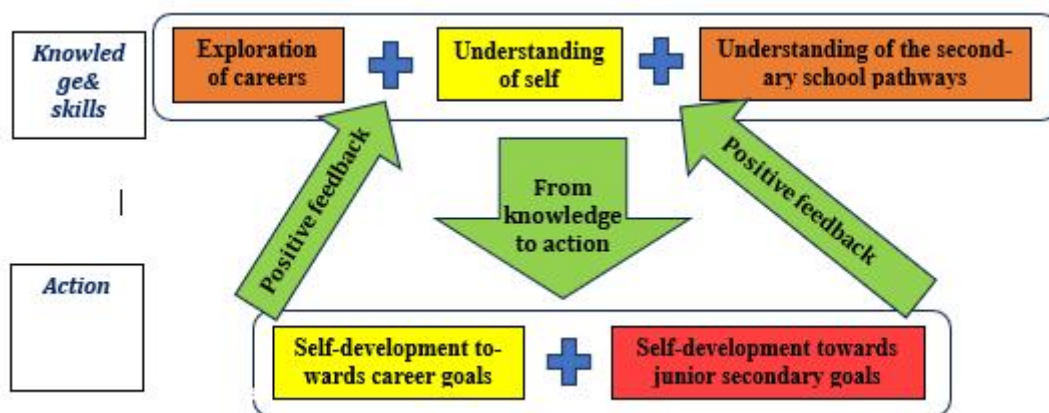 Knowled
ge&
skills
Exploration
of careers
Understanding
of self
Understanding of the second-
ary school pathways
Positive feedback
From
knowledge
to action
Positive feedback
Action
Self-development to-
wards career goals
Self-development towards
junior secondary goals